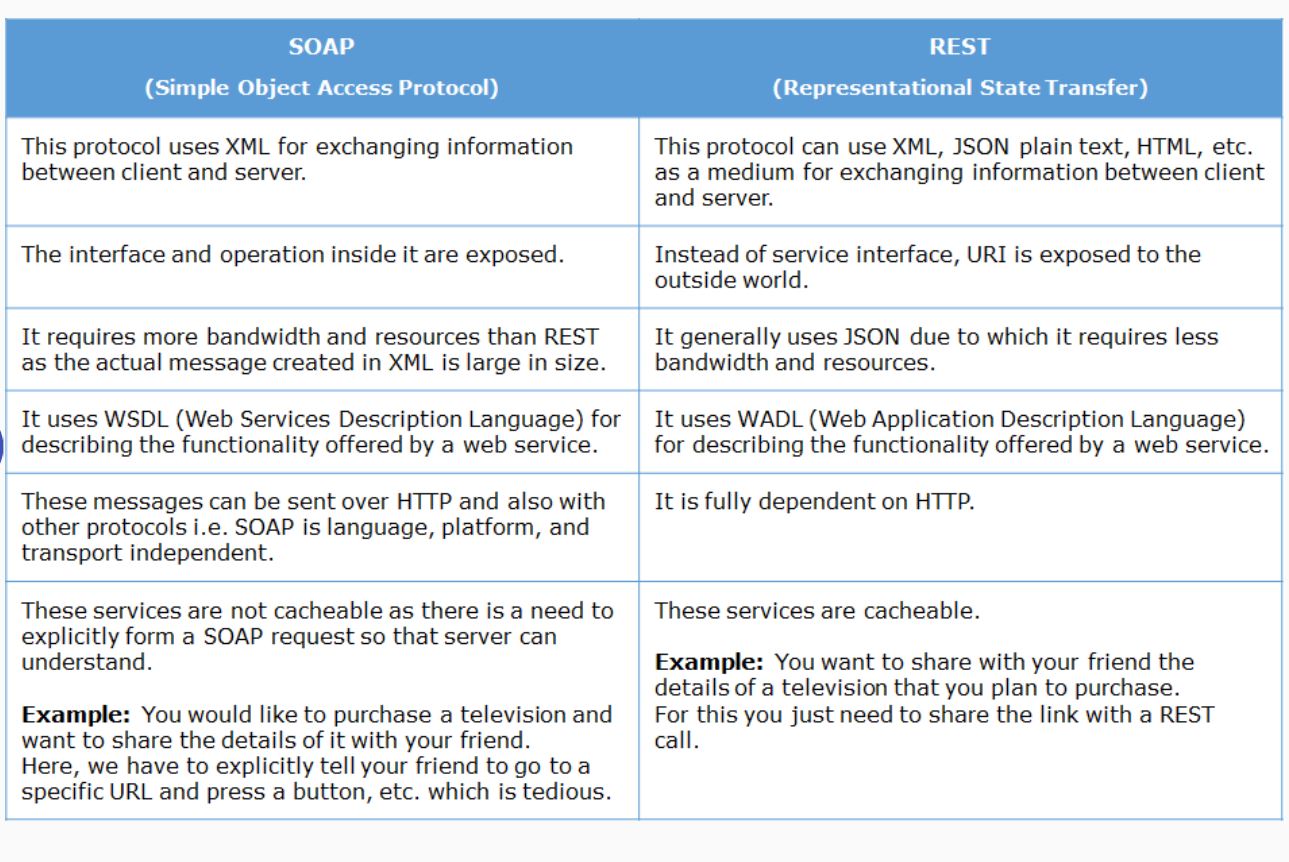 SOAP
(Simple Object Access Protocol)
REST
(Representational State Transfer)
This protocol uses XML for exchanging information
between client and server.
This protocol can use XML, JSON plain text, HTML, etc.
as a medium for exchanging information between client
and server.
The interface and operation inside it are exposed.
Instead of service interface, URI is exposed to the
outside world.
It requires more bandwidth and resources than REST
as the actual message created in XML is large in size.
It generally uses JSON due to which it requires less
bandwidth and resources.
It uses WSDL (Web Services Description Language) for
describing the functionality offered by a web service.
It uses WADL (Web Application Description Language)
for describing the functionality offered by a web service.
These messages can be sent over HTTP and also with
other protocols i.e. SOAP is language, platform, and
transport independent.
It is fully dependent on HTTP.
These services are not cacheable as there is a need to
explicitly form a SOAP request so that server can
understand.
Example: You would like to purchase a television and
want to share the details of it with your friend.
Here, we have to explicitly tell your friend to go to a
specific URL and press a button, etc. which is tedious.
These services are cacheable.
Example: You want to share with your friend the
details of a television that you plan to purchase.
For this you just need to share the link with a REST
call.